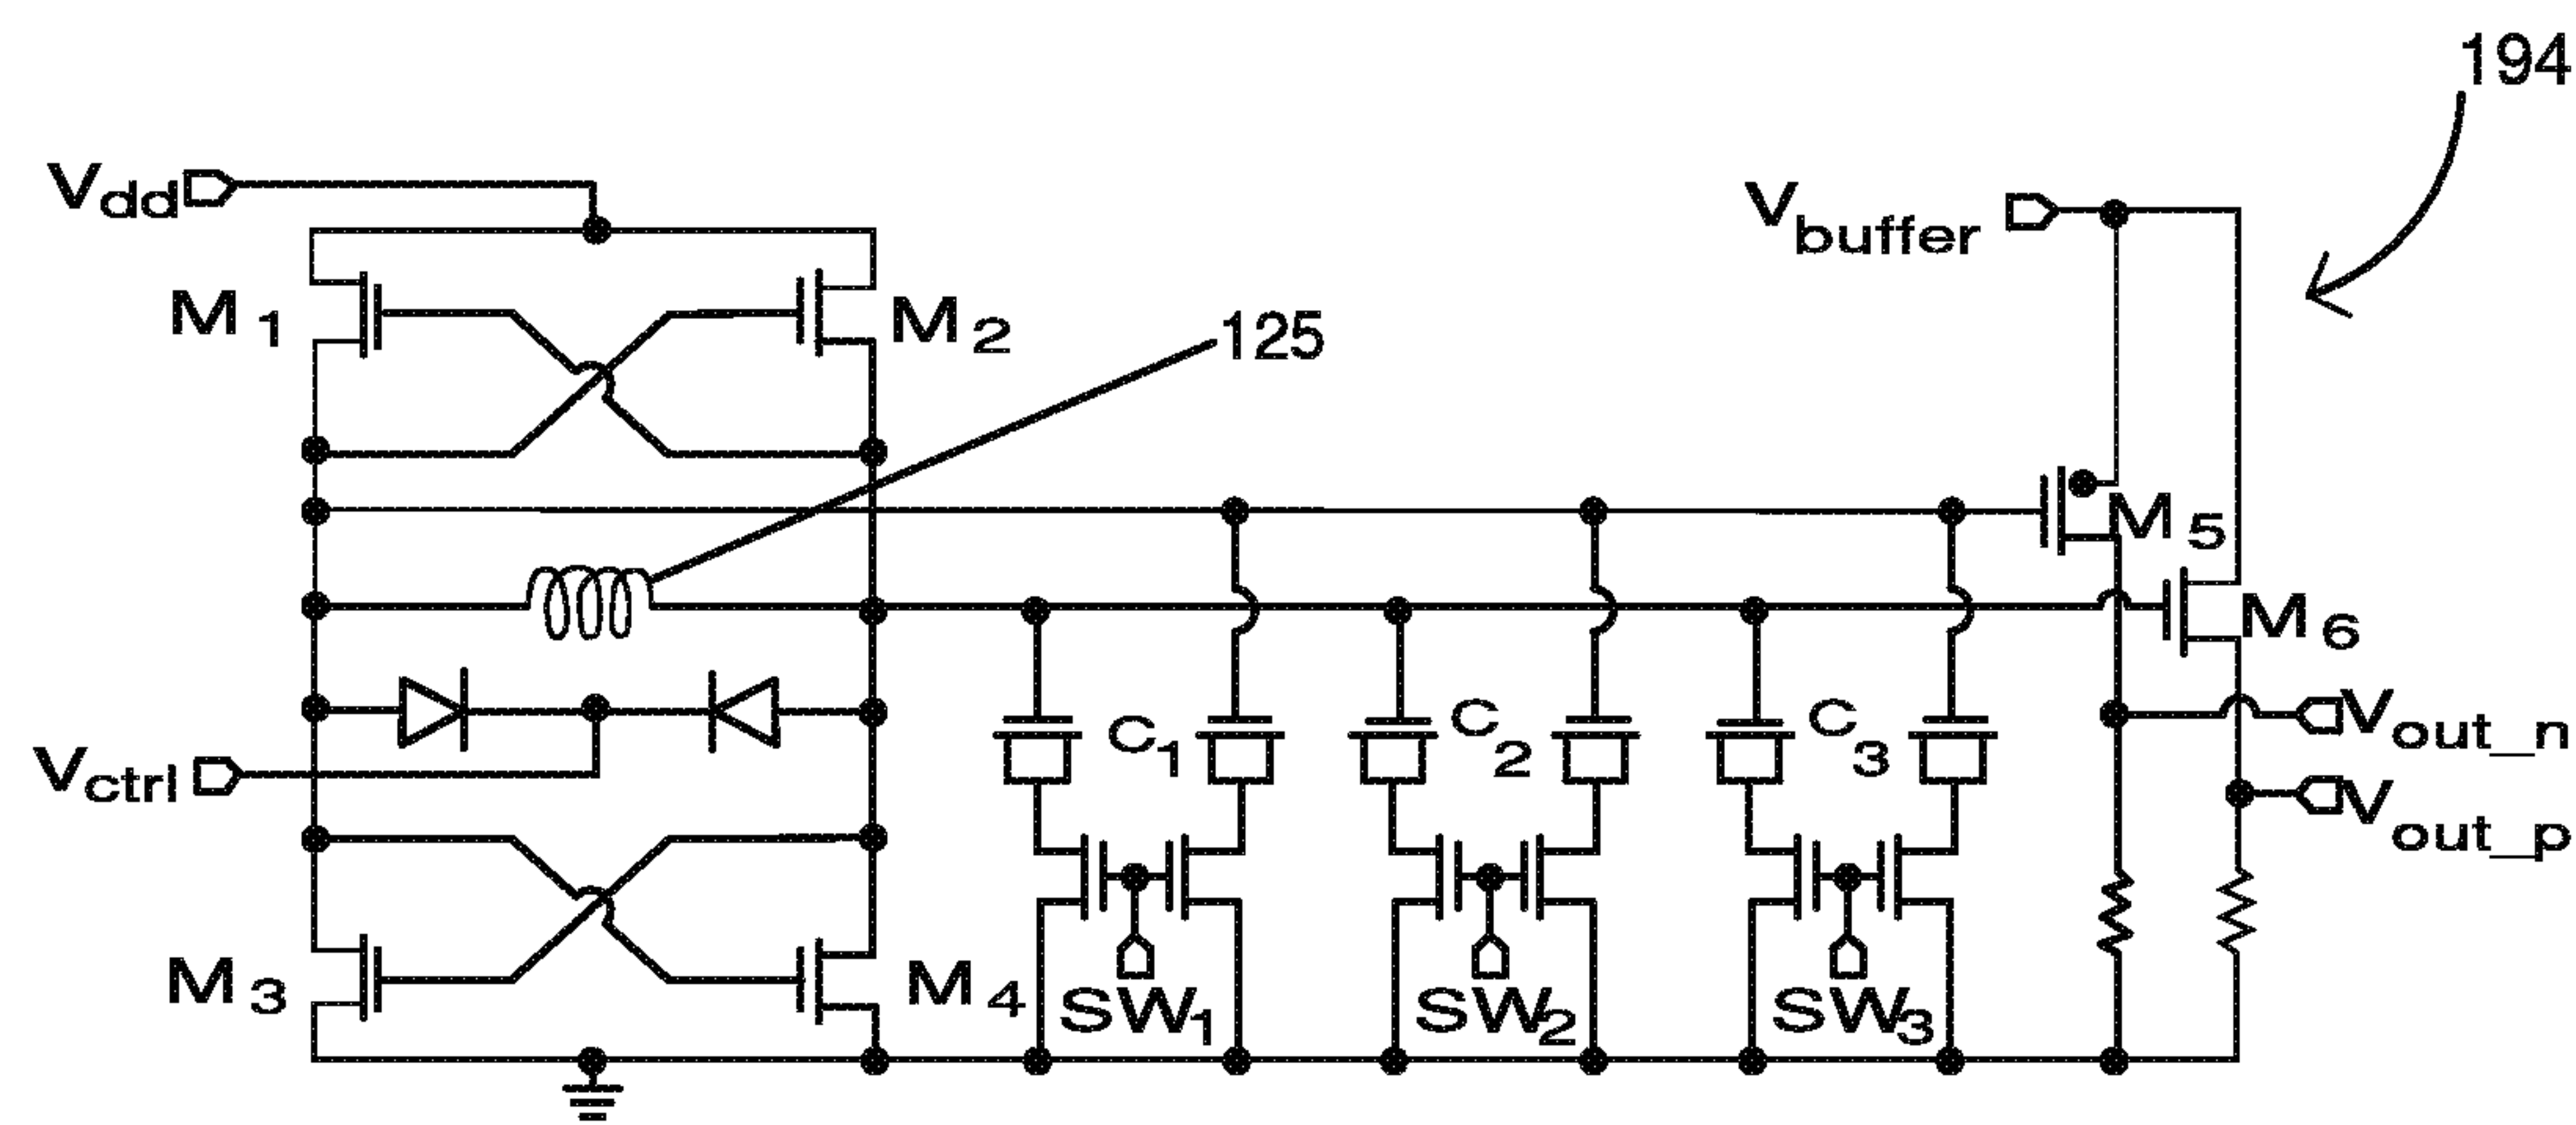 194
Vdd
Vbuffer
M1
M2
125
M5
M6
C1
C2
C3
Vout_n
Vctrl
Vout_p
M3
M4
SW1
SW2
SW3